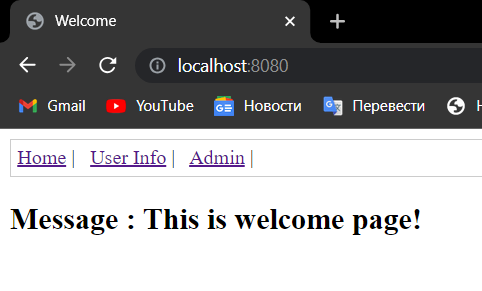 Welcome
localhost:8080
Gmail YouTube Новости Перевести
Home | User Info | Admin |
Message : This is welcome page!